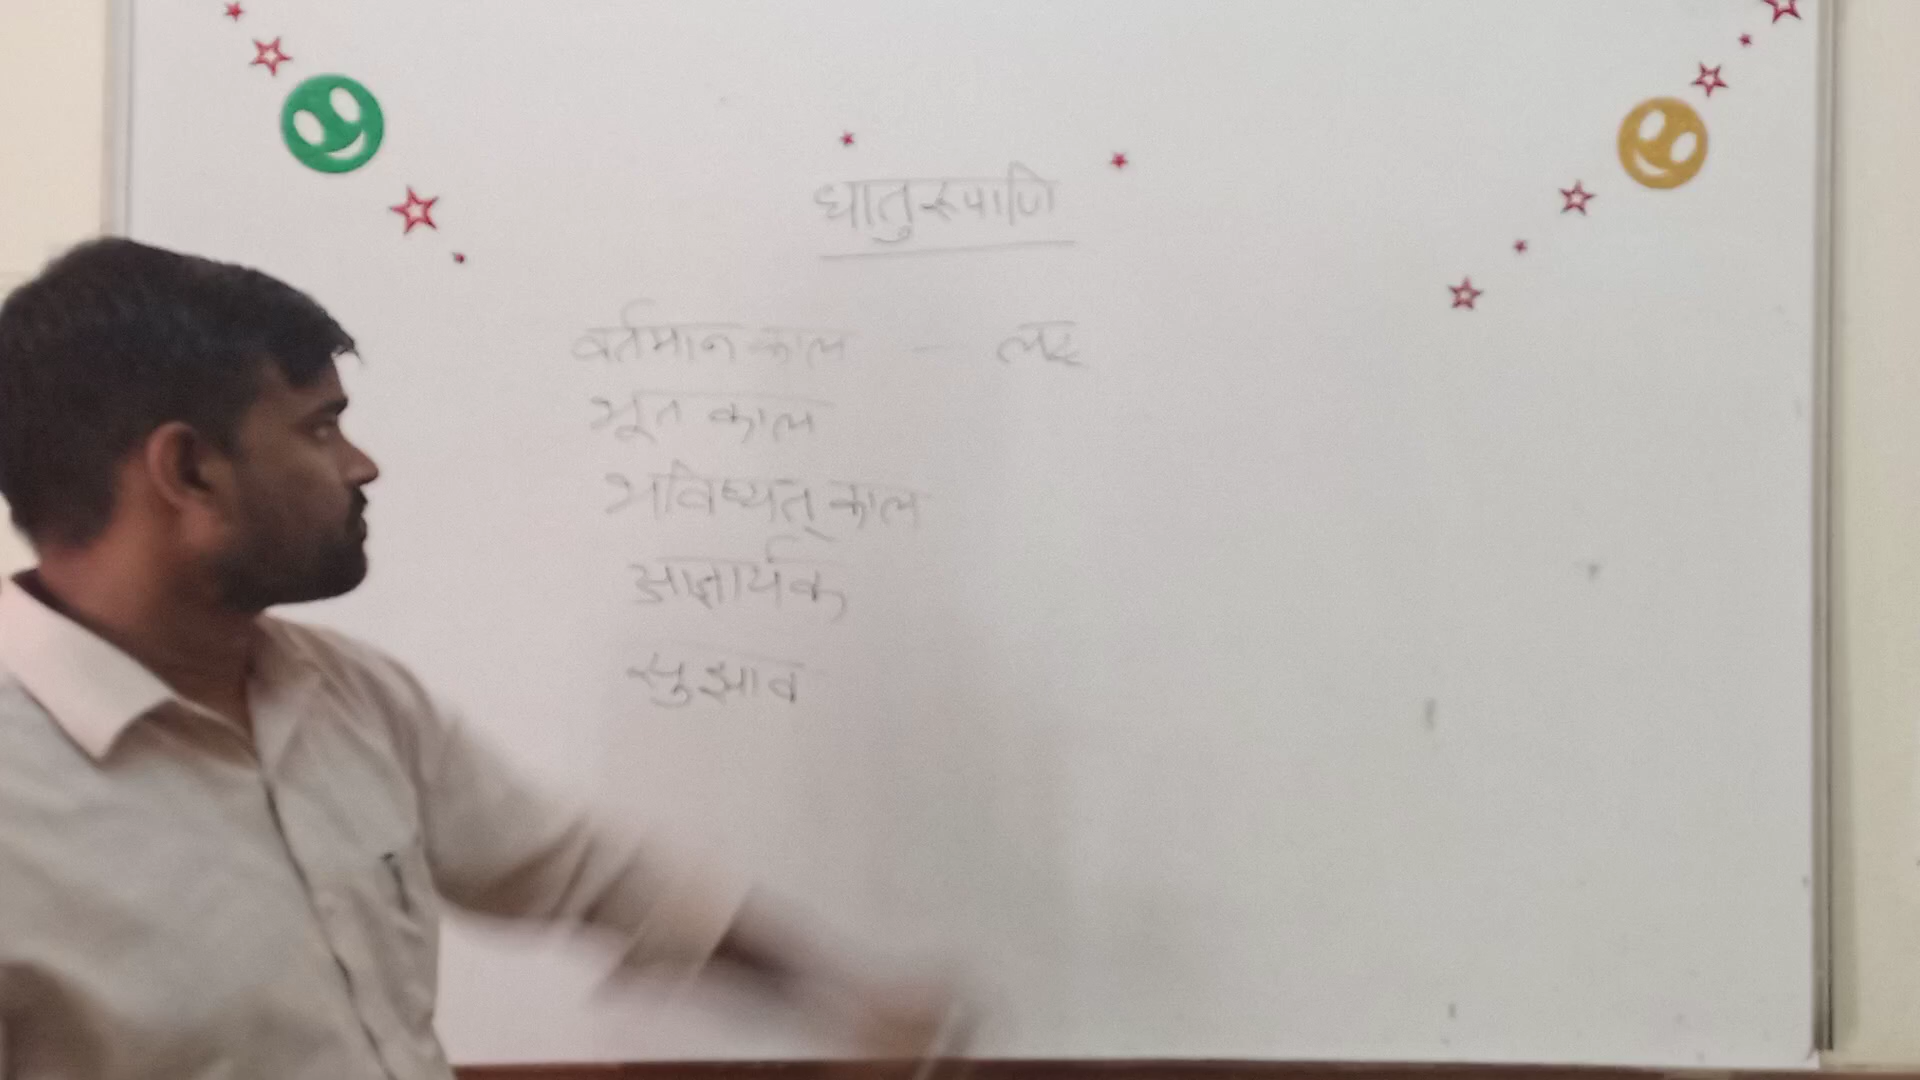 धातुरूपाणि
वर्तमान काल - लट्
भूत काल
भविष्यत् काल
आज्ञार्थक
सुझाव